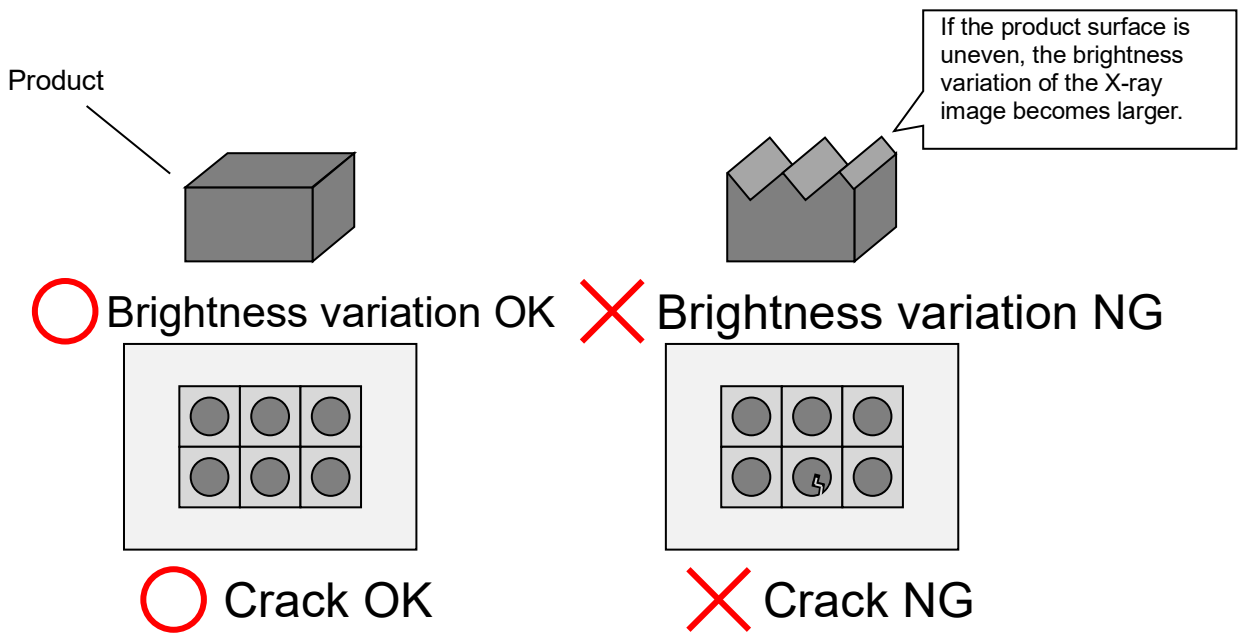 If the product surface is
uneven, the brightness
variation of the X-ray
image becomes larger.
Product
Brightness variation OK
Brightness variation NG
Crack OK
Crack NG